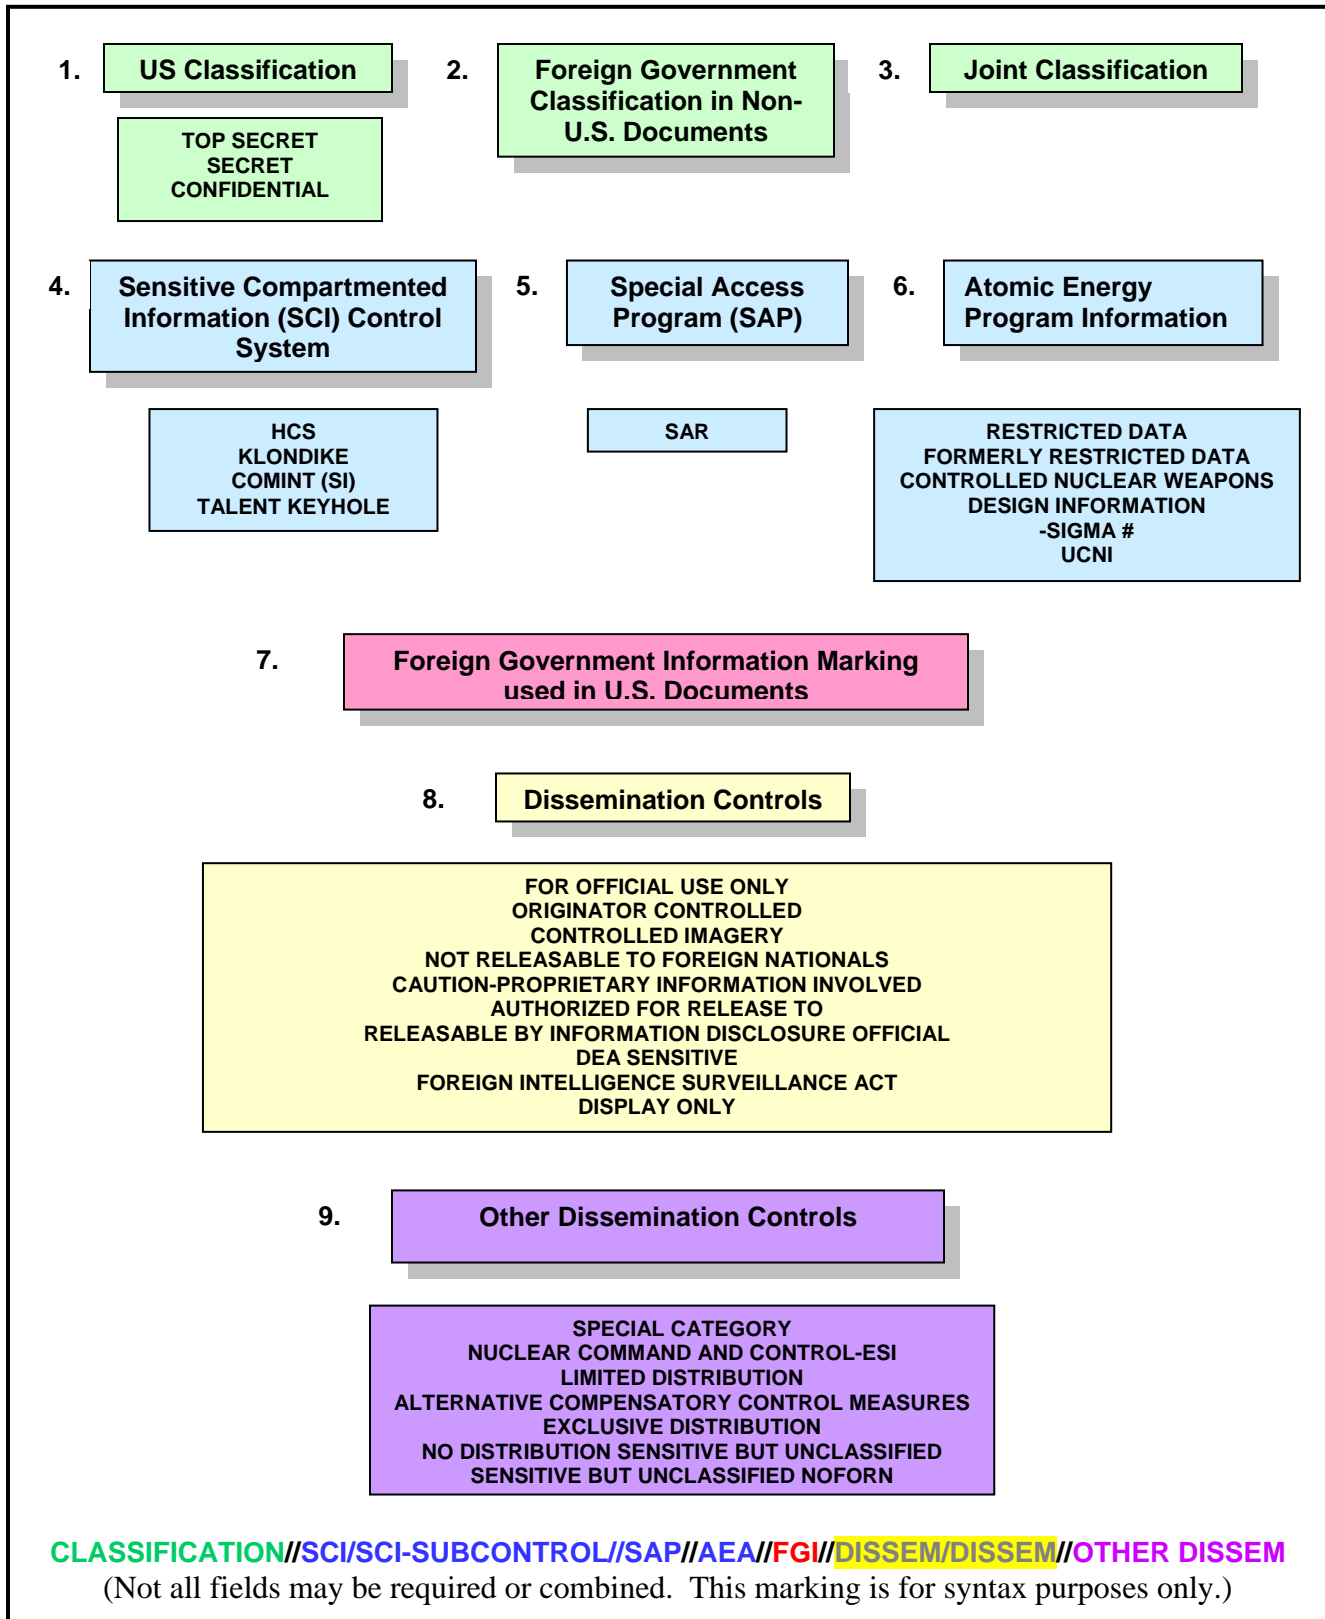 1. US Classification
TOP SECRET
SECRET
CONFIDENTIAL
2. Foreign Government
Classification in Non-
U.S. Documents
3. Joint Classification
4. Sensitive Compartmented
Information (SCI) Control
System
HCS
KLONDIKE
COMINT (SI)
TALENT KEYHOLE
5. Special Access
Program (SAP)
SAR
6. Atomic Energy
Program Information
RESTRICTED DATA
FORMERLY RESTRICTED DATA
CONTROLLED NUCLEAR WEAPONS
DESIGN INFORMATION
-SIGMA #
UCNI
7. Foreign Government Information Marking
used in U.S. Documents
8. Dissemination Controls
FOR OFFICIAL USE ONLY
ORIGINATOR CONTROLLED
CONTROLLED IMAGERY
NOT RELEASABLE TO FOREIGN NATIONALS
CAUTION-PROPRIETARY INFORMATION INVOLVED
AUTHORIZED FOR RELEASE TO
RELEASABLE BY INFORMATION DISCLOSURE OFFICIAL
DEA SENSITIVE
FOREIGN INTELLIGENCE SURVEILLANCE ACT
DISPLAY ONLY
9. Other Dissemination Controls
SPECIAL CATEGORY
NUCLEAR COMMAND AND CONTROL-ESI
LIMITED DISTRIBUTION
ALTERNATIVE COMPENSATORY CONTROL MEASURES
EXCLUSIVE DISTRIBUTION
NO DISTRIBUTION SENSITIVE BUT UNCLASSIFIED
SENSITIVE BUT UNCLASSIFIED NOFORN
CLASSIFICATION//SCI/SCI-SUBCONTROL//SAP//AEA//FGI//DISSEM/DISSEM//OTHER DISSEM
(Not all fields may be required or combined. This marking is for syntax purposes only.)